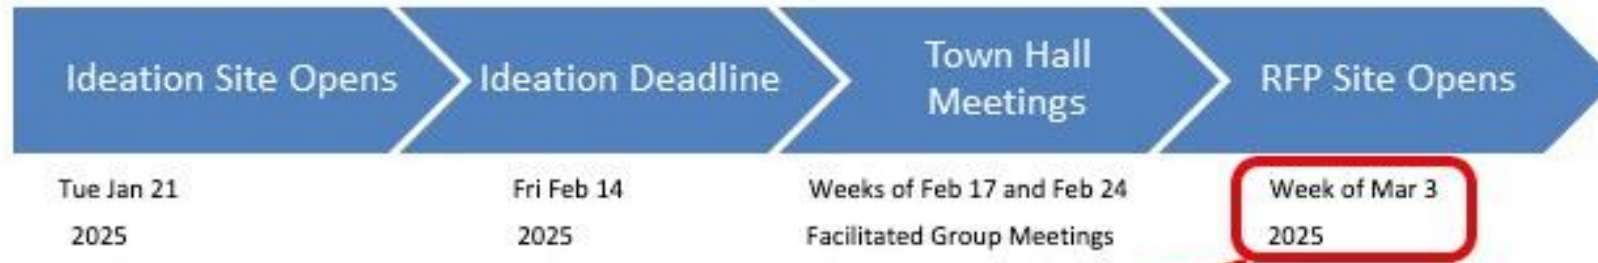 Ideation Site Opens
Ideation Deadline
Town Hall
Meetings
RFP Site Opens
Tue Jan 21
2025
Fri Feb 14
2025
Weeks of Feb 17 and Feb 24
Facilitated Group Meetings
Week of Mar 3
2025